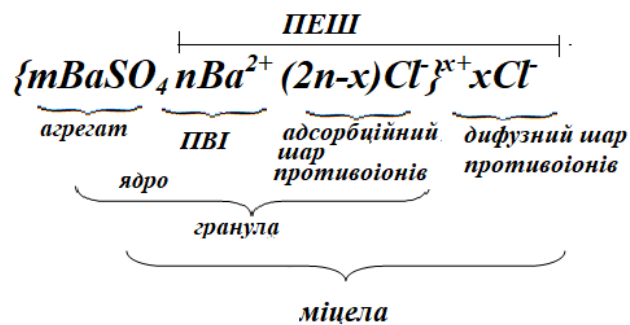 ПЕШ
{mBaSO₄ nBa²⁺ (2n-x)Cl⁻}ˣ⁺xCl⁻
агрегат
ПВІ
адсорбційний
шар
противоіонів
дифузний шар
противоіонів
ядро
гранула
міцела